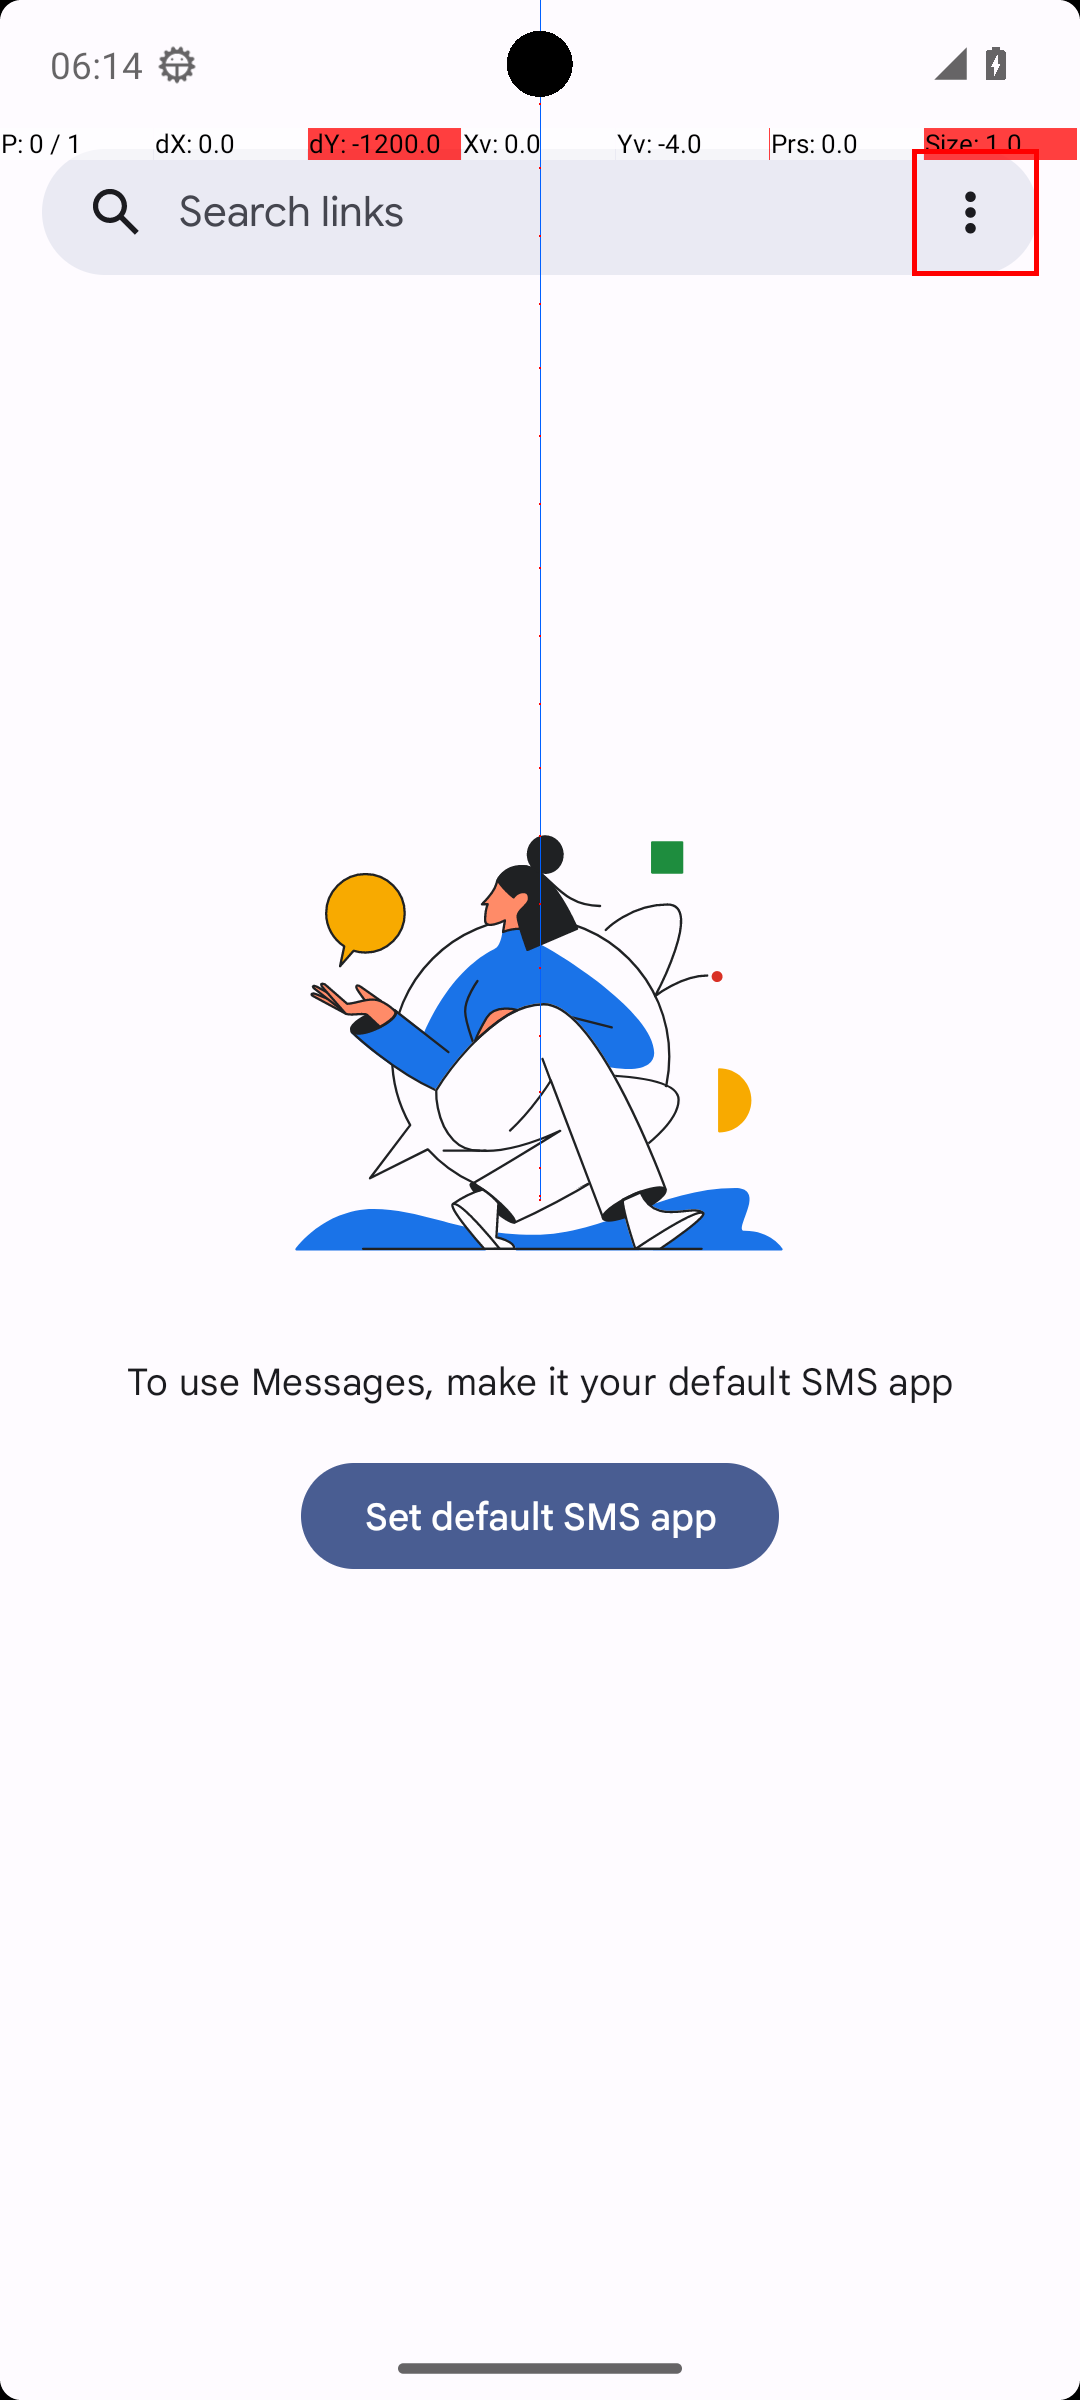 06:14
P: 0 / 1 dX: 0.0 dY: -1200.0 Xv: 0.0 Yv: -4.0 Prs: 0.0 Size: 1.0
Search links
To use Messages, make it your default SMS app
Set default SMS app